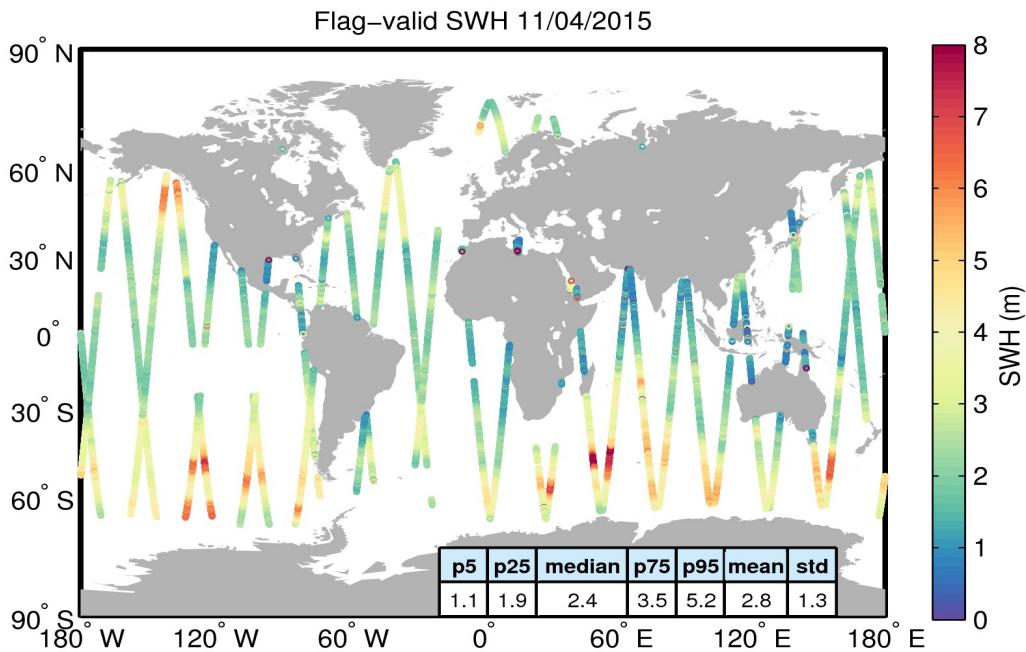 Flag−valid SWH 11/04/2015
90° N
60° N
30° N
0°
30° S
60° S
90° S
180° W
120° W
60° W
0°
60° E
120° E
180° E
8
7
6
5
4
3
2
1
0
SWH (m)
p5 p25 median p75 p95 mean std
1.1 1.9 2.4 3.5 5.2 2.8 1.3